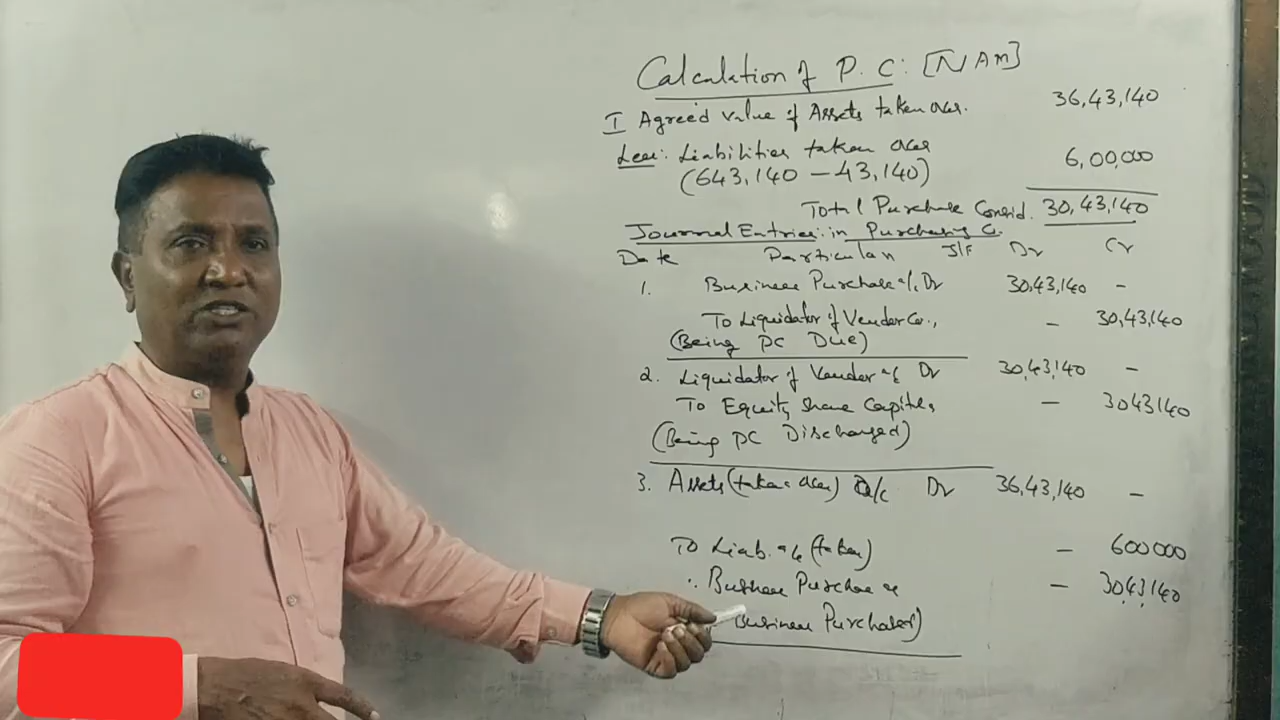 Calculation of P.C: [NAM]
I Agreed value of Assets taken over. 36,43,140
Less: Liabilities taken over 6,00,000
(643,140 – 43,140)
Total Purchase Consid. 30,43,140
Journal Entries in Purchasing Co.
Date Particulars J/F Dr Cr
1. Business Purchase a/c Dr 30,43,140 –
To Liquidator of Vendor Co., – 30,43,140
(Being PC Due)
2. Liquidator of Vendor a/c Dr 30,43,140 –
To Equity Share Capital – 3043140
(Being PC Discharged)
3. Assets (taken over) a/c Dr 36,43,140 –
To Liab. a/c (taken) – 600000
" Business Purchase a/c – 3043140
Business Purchased)